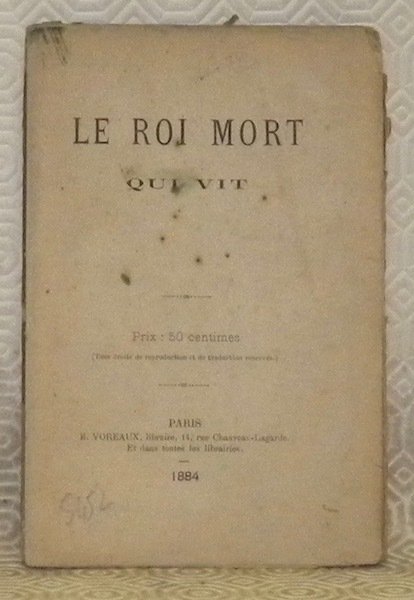 LE ROI MORT
QUI VIT
Prix : 50 centimes
(Tous droits de reproduction et de traduction réservés.)
PARIS
E. VOREAUX, libraire, 14, rue Chauveau-Lagarde.
Et dans toutes les librairies.
1884